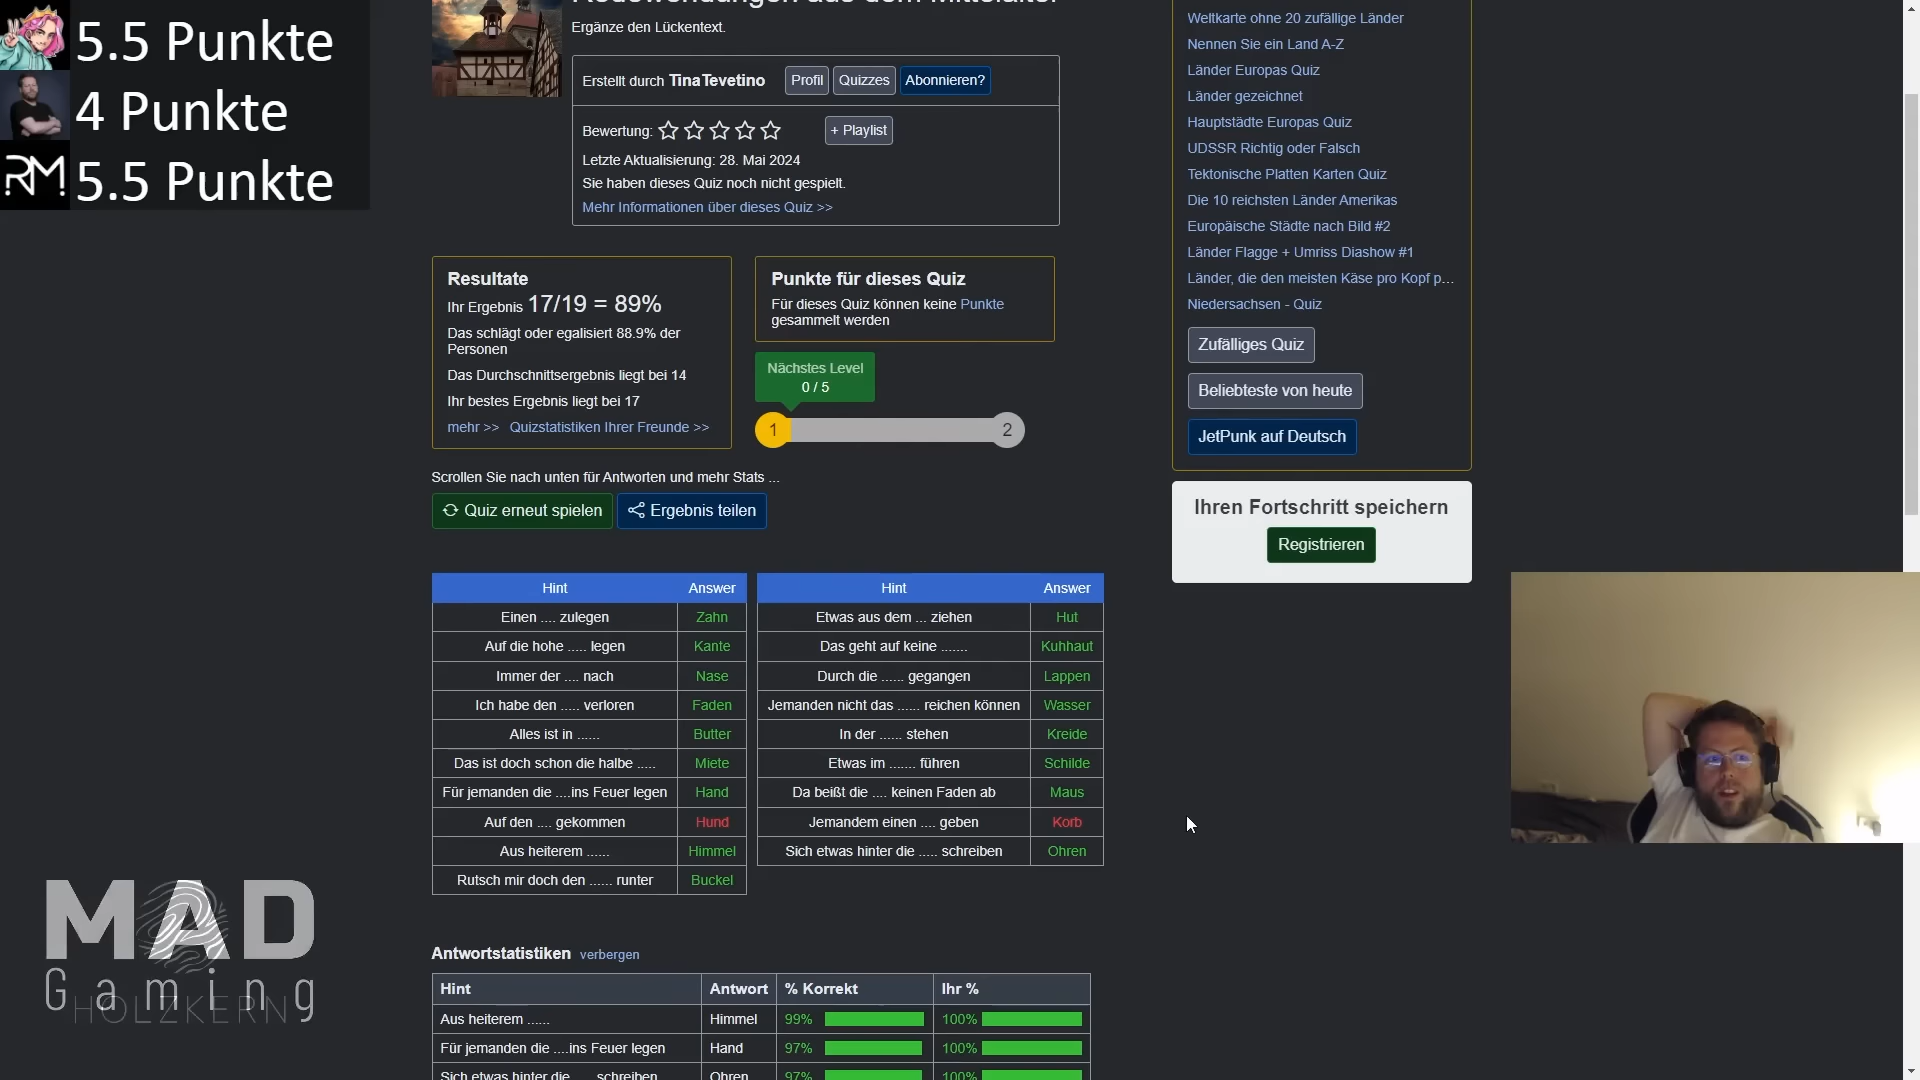 5.5 Punkte
4 Punkte
RM 5.5 Punkte
Ergänze den Lückentext.
Erstellt durch TinaTevetino Profil Quizzes Abonnieren?
Bewertung: + Playlist
Letzte Aktualisierung: 28. Mai 2024
Sie haben dieses Quiz noch nicht gespielt.
Mehr Informationen über dieses Quiz >>
Resultate
Ihr Ergebnis 17/19 = 89%
Das schlägt oder egalisiert 88.9% der
Personen
Das Durchschnittsergebnis liegt bei 14
Ihr bestes Ergebnis liegt bei 17
mehr >> Quizstatistiken Ihrer Freunde >>
Punkte für dieses Quiz
Für dieses Quiz können keine Punkte
gesammelt werden
Nächstes Level
0 / 5
1 2
Scrollen Sie nach unten für Antworten und mehr Stats ...
Quiz erneut spielen Ergebnis teilen
Hint Answer
Einen .... zulegen Zahn
Auf die hohe ..... legen Kante
Immer der .... nach Nase
Ich habe den ..... verloren Faden
Alles ist in ...... Butter
Das ist doch schon die halbe ..... Miete
Für jemanden die ....ins Feuer legen Hand
Auf den .... gekommen Hund
Aus heiterem ...... Himmel
Rutsch mir doch den ...... runter Buckel
Hint Answer
Etwas aus dem ... ziehen Hut
Das geht auf keine ....... Kuhhaut
Durch die ...... gegangen Lappen
Jemanden nicht das ...... reichen können Wasser
In der ...... stehen Kreide
Etwas im ....... führen Schilde
Da beißt die .... keinen Faden ab Maus
Jemandem einen .... geben Korb
Sich etwas hinter die ..... schreiben Ohren
Antwortstatistiken verbergen
Hint Antwort % Korrekt Ihr %
Aus heiterem ...... Himmel 99% 100%
Für jemanden die ....ins Feuer legen Hand 97% 100%
Sich etwas hinter die ..... schreiben Ohren 97% 100%
Weltkarte ohne 20 zufällige Länder
Nennen Sie ein Land A-Z
Länder Europas Quiz
Länder gezeichnet
Hauptstädte Europas Quiz
UDSSR Richtig oder Falsch
Tektonische Platten Karten Quiz
Die 10 reichsten Länder Amerikas
Europäische Städte nach Bild #2
Länder Flagge + Umriss Diashow #1
Länder, die den meisten Käse pro Kopf p...
Niedersachsen - Quiz
Zufälliges Quiz
Beliebteste von heute
JetPunk auf Deutsch
Ihren Fortschritt speichern
Registrieren
MAD
Gaming
HOLZKERN